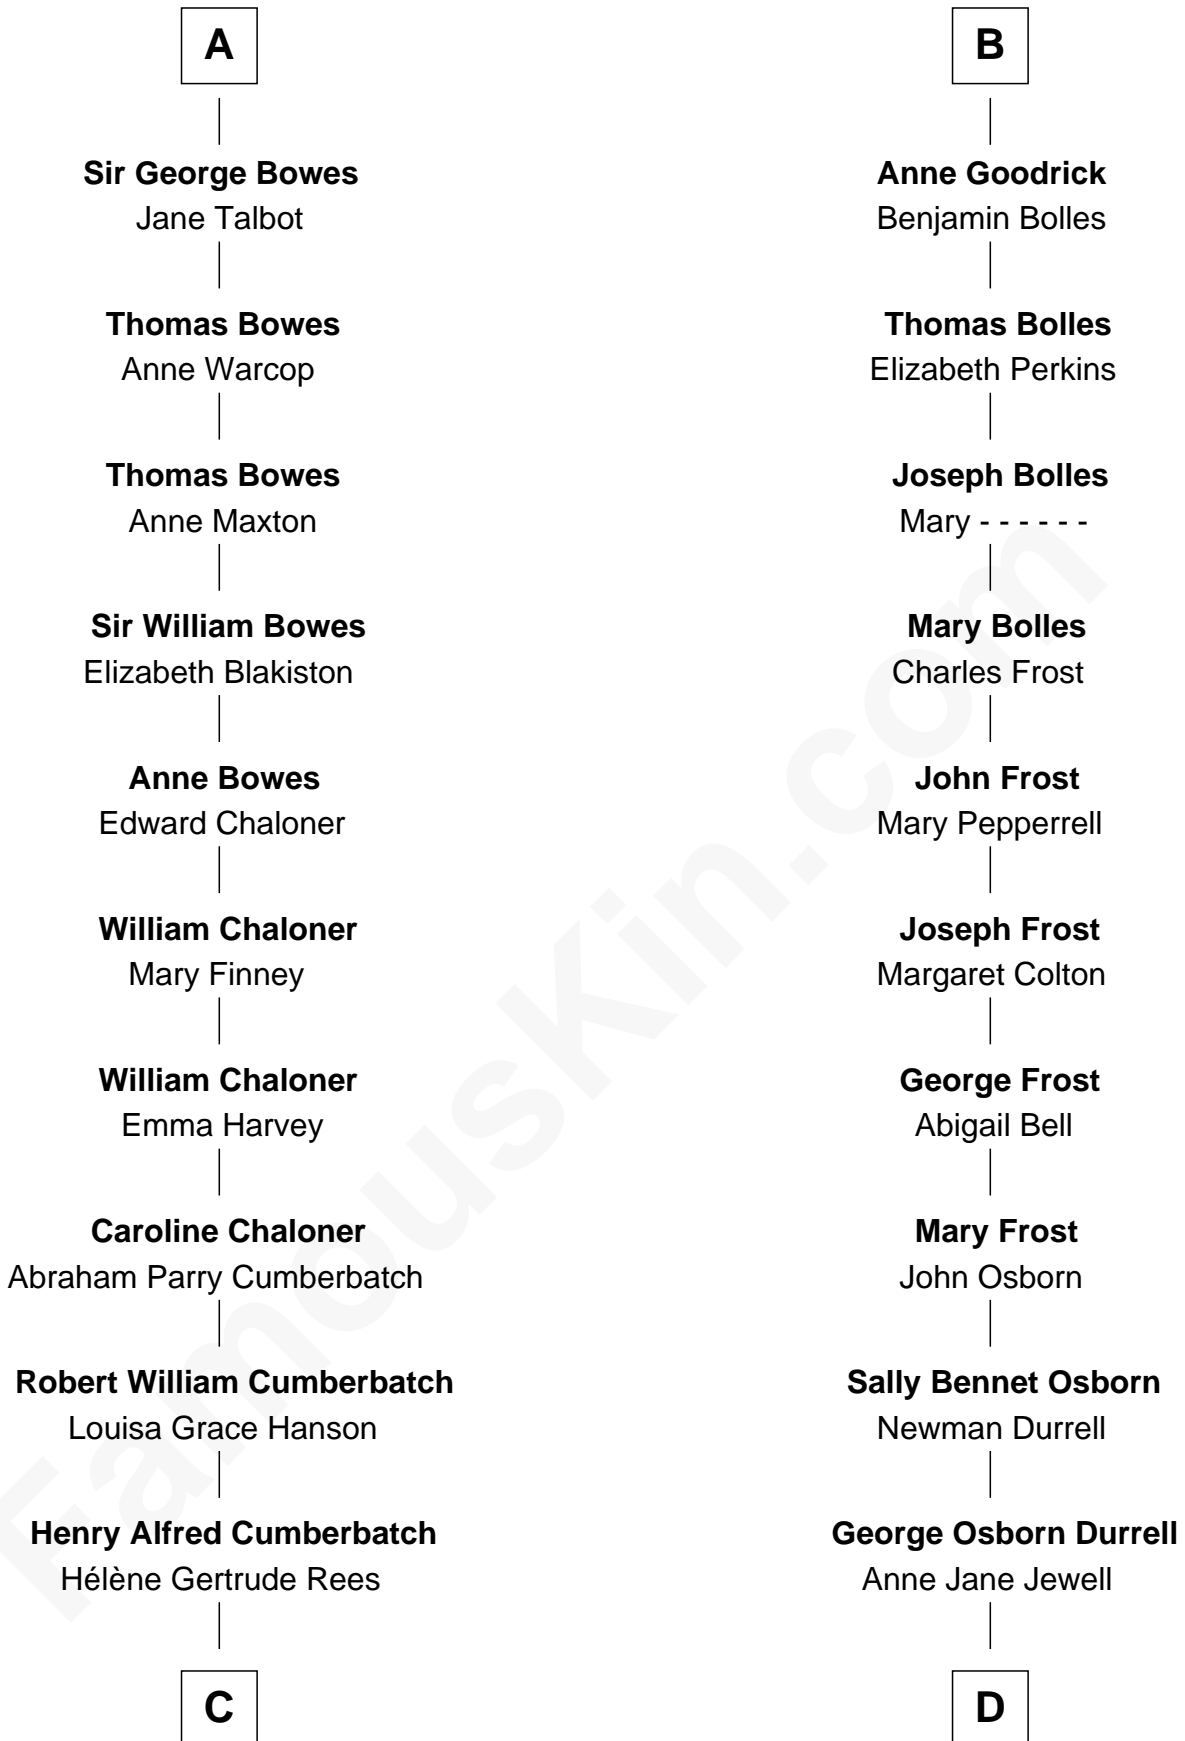 A
Sir George Bowes
Jane Talbot
Thomas Bowes
Anne Warcop
Thomas Bowes
Anne Maxton
Sir William Bowes
Elizabeth Blakiston
Anne Bowes
Edward Chaloner
William Chaloner
Mary Finney
William Chaloner
Emma Harvey
Caroline Chaloner
Abraham Parry Cumberbatch
Robert William Cumberbatch
Louisa Grace Hanson
Henry Alfred Cumberbatch
Hélène Gertrude Rees
C
B
Anne Goodrick
Benjamin Bolles
Thomas Bolles
Elizabeth Perkins
Joseph Bolles
Mary - - - - - -
Mary Bolles
Charles Frost
John Frost
Mary Pepperrell
Joseph Frost
Margaret Colton
George Frost
Abigail Bell
Mary Frost
John Osborn
Sally Bennet Osborn
Newman Durrell
George Osborn Durrell
Anne Jane Jewell
D
FamousKin.com